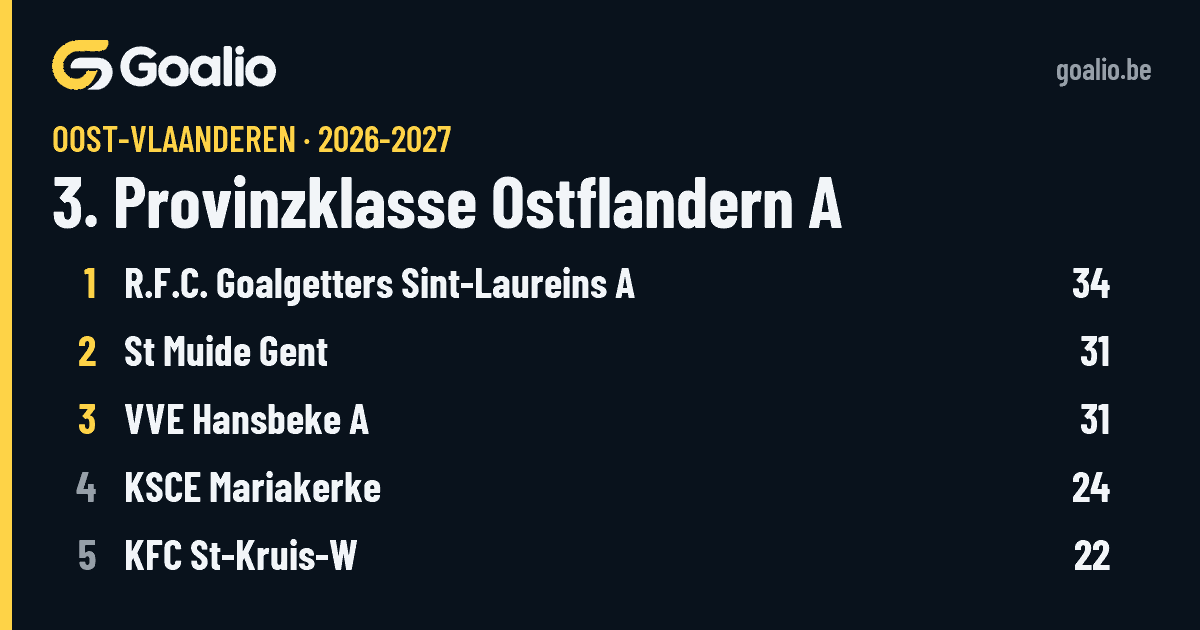 Goalio
goalio.be
OOST-VLAANDEREN · 2026-2027
3. Provinzklasse Ostflandern A
1 R.F.C. Goalgetters Sint-Laureins A 34
2 St Muide Gent 31
3 VVE Hansbeke A 31
4 KSCE Mariakerke 24
5 KFC St-Kruis-W 22